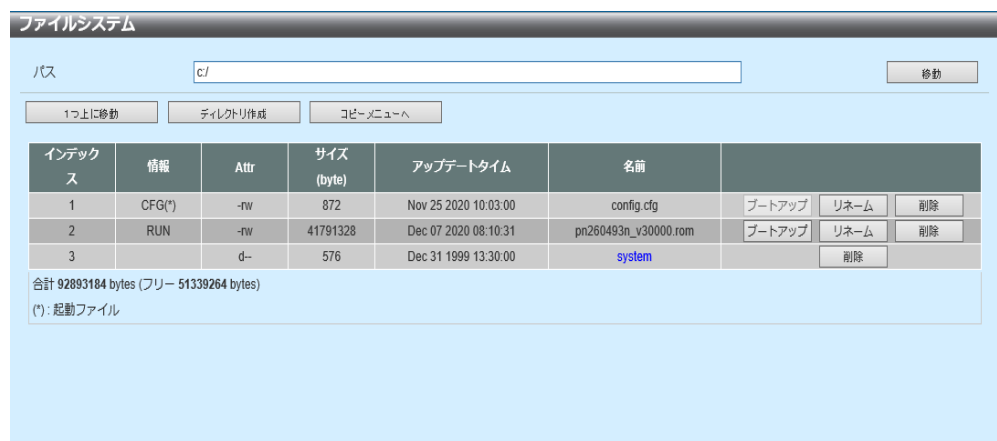 ファイルシステム
パス c:/ 移動
1つ上に移動 ディレクトリ作成 コピーメニューへ
インデックス 情報 Attr サイズ(byte) アップデートタイム 名前
1 CFG(*) -rw 872 Nov 25 2020 10:03:00 config.cfg ブートアップ リネーム 削除
2 RUN -rw 41791328 Dec 07 2020 08:10:31 pn260493n_v30000.rom ブートアップ リネーム 削除
3 d-- 576 Dec 31 1999 13:30:00 system 削除
合計 92893184 bytes (フリー 51339264 bytes)
(*) : 起動ファイル